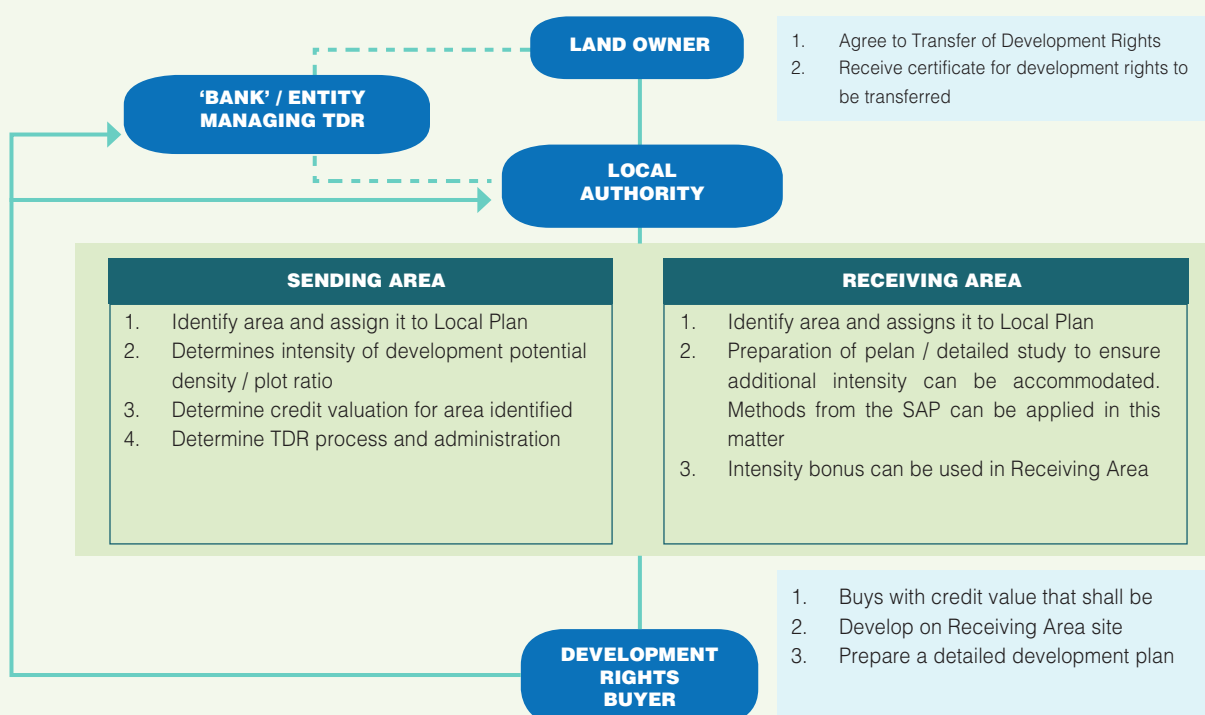 LAND OWNER
1. Agree to Transfer of Development Rights
2. Receive certificate for development rights to
be transferred
‘BANK’ / ENTITY
MANAGING TDR
LOCAL
AUTHORITY
SENDING AREA
1. Identify area and assign it to Local Plan
2. Determines intensity of development potential
density / plot ratio
3. Determine credit valuation for area identified
4. Determine TDR process and administration
RECEIVING AREA
1. Identify area and assigns it to Local Plan
2. Preparation of pelan / detailed study to ensure
additional intensity can be accommodated.
Methods from the SAP can be applied in this
matter
3. Intensity bonus can be used in Receiving Area
DEVELOPMENT
RIGHTS
BUYER
1. Buys with credit value that shall be
2. Develop on Receiving Area site
3. Prepare a detailed development plan